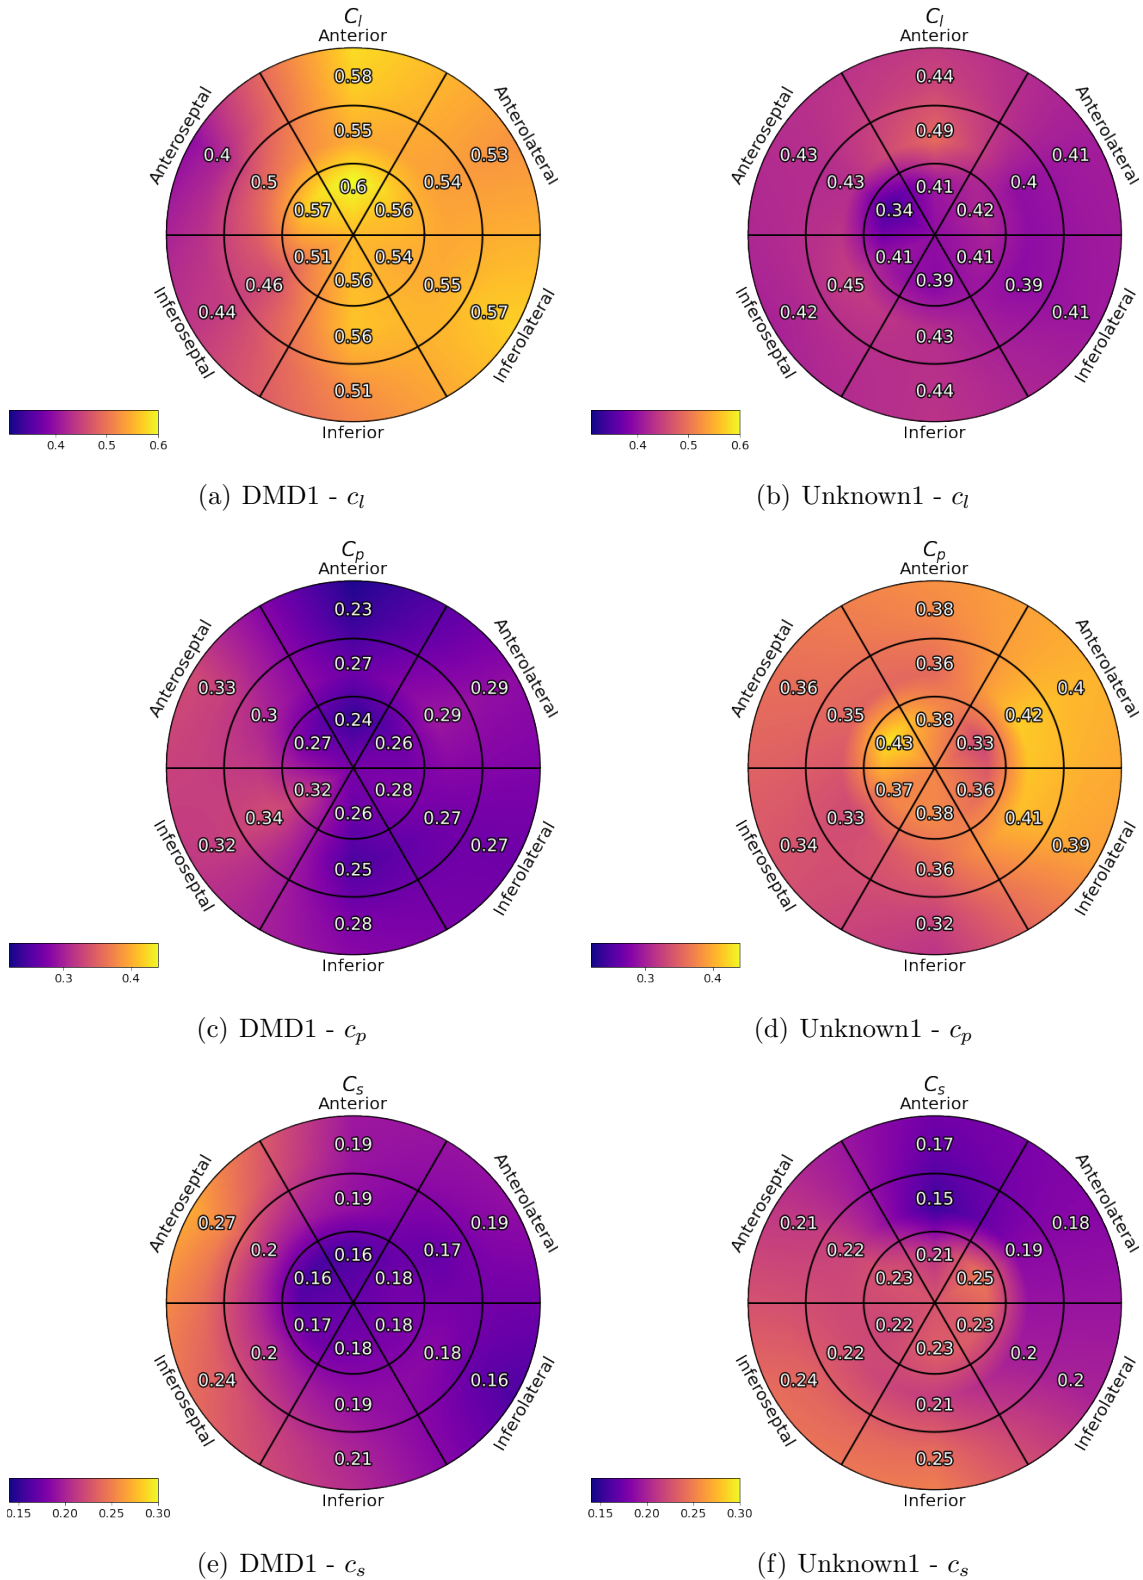 C_l
Anterior
0.58
Anteroseptal
Anterolateral
0.55
0.4
0.53
0.5
0.6
0.54
0.57
0.56
0.51
0.54
0.46
0.56
0.55
0.44
0.57
0.56
Inferoseptal
Inferolateral
0.51
Inferior
0.4 0.5 0.6
(a) DMD1 - c_l
C_l
Anterior
0.44
Anteroseptal
Anterolateral
0.49
0.43
0.41
0.43
0.41
0.4
0.34
0.42
0.41
0.41
0.45
0.39
0.39
0.42
0.41
0.43
Inferoseptal
Inferolateral
0.44
Inferior
0.4 0.5 0.6
(b) Unknown1 - c_l
C_p
Anterior
0.23
Anteroseptal
Anterolateral
0.27
0.33
0.29
0.3
0.24
0.29
0.27
0.26
0.32
0.28
0.34
0.26
0.27
0.32
0.27
0.25
Inferoseptal
Inferolateral
0.28
Inferior
0.3 0.4
(c) DMD1 - c_p
C_p
Anterior
0.38
Anteroseptal
Anterolateral
0.36
0.36
0.4
0.35
0.38
0.42
0.43
0.33
0.37
0.36
0.33
0.38
0.41
0.34
0.39
0.36
Inferoseptal
Inferolateral
0.32
Inferior
0.3 0.4
(d) Unknown1 - c_p
C_s
Anterior
0.19
Anteroseptal
Anterolateral
0.19
0.27
0.19
0.2
0.16
0.17
0.16
0.18
0.17
0.18
0.2
0.18
0.18
0.24
0.16
0.19
Inferoseptal
Inferolateral
0.21
Inferior
0.15 0.20 0.25 0.30
(e) DMD1 - c_s
C_s
Anterior
0.17
Anteroseptal
Anterolateral
0.15
0.21
0.18
0.22
0.21
0.19
0.23
0.25
0.22
0.23
0.22
0.23
0.2
0.24
0.2
0.21
Inferoseptal
Inferolateral
0.25
Inferior
0.15 0.20 0.25 0.30
(f) Unknown1 - c_s